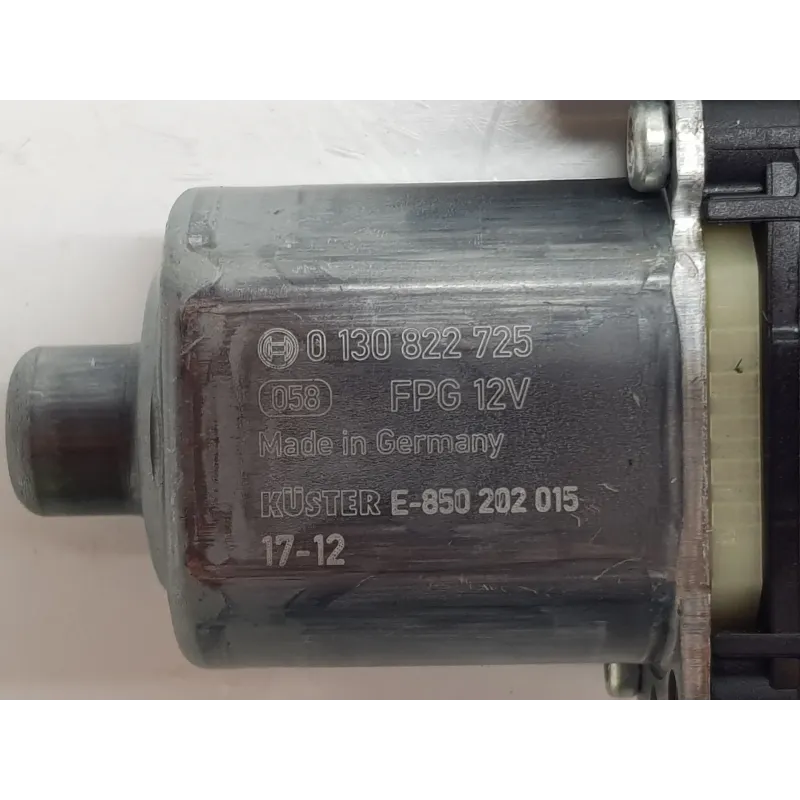 0 130 822 725
058 FPG 12V
Made in Germany
KÜSTER E-850 202 015
17-12